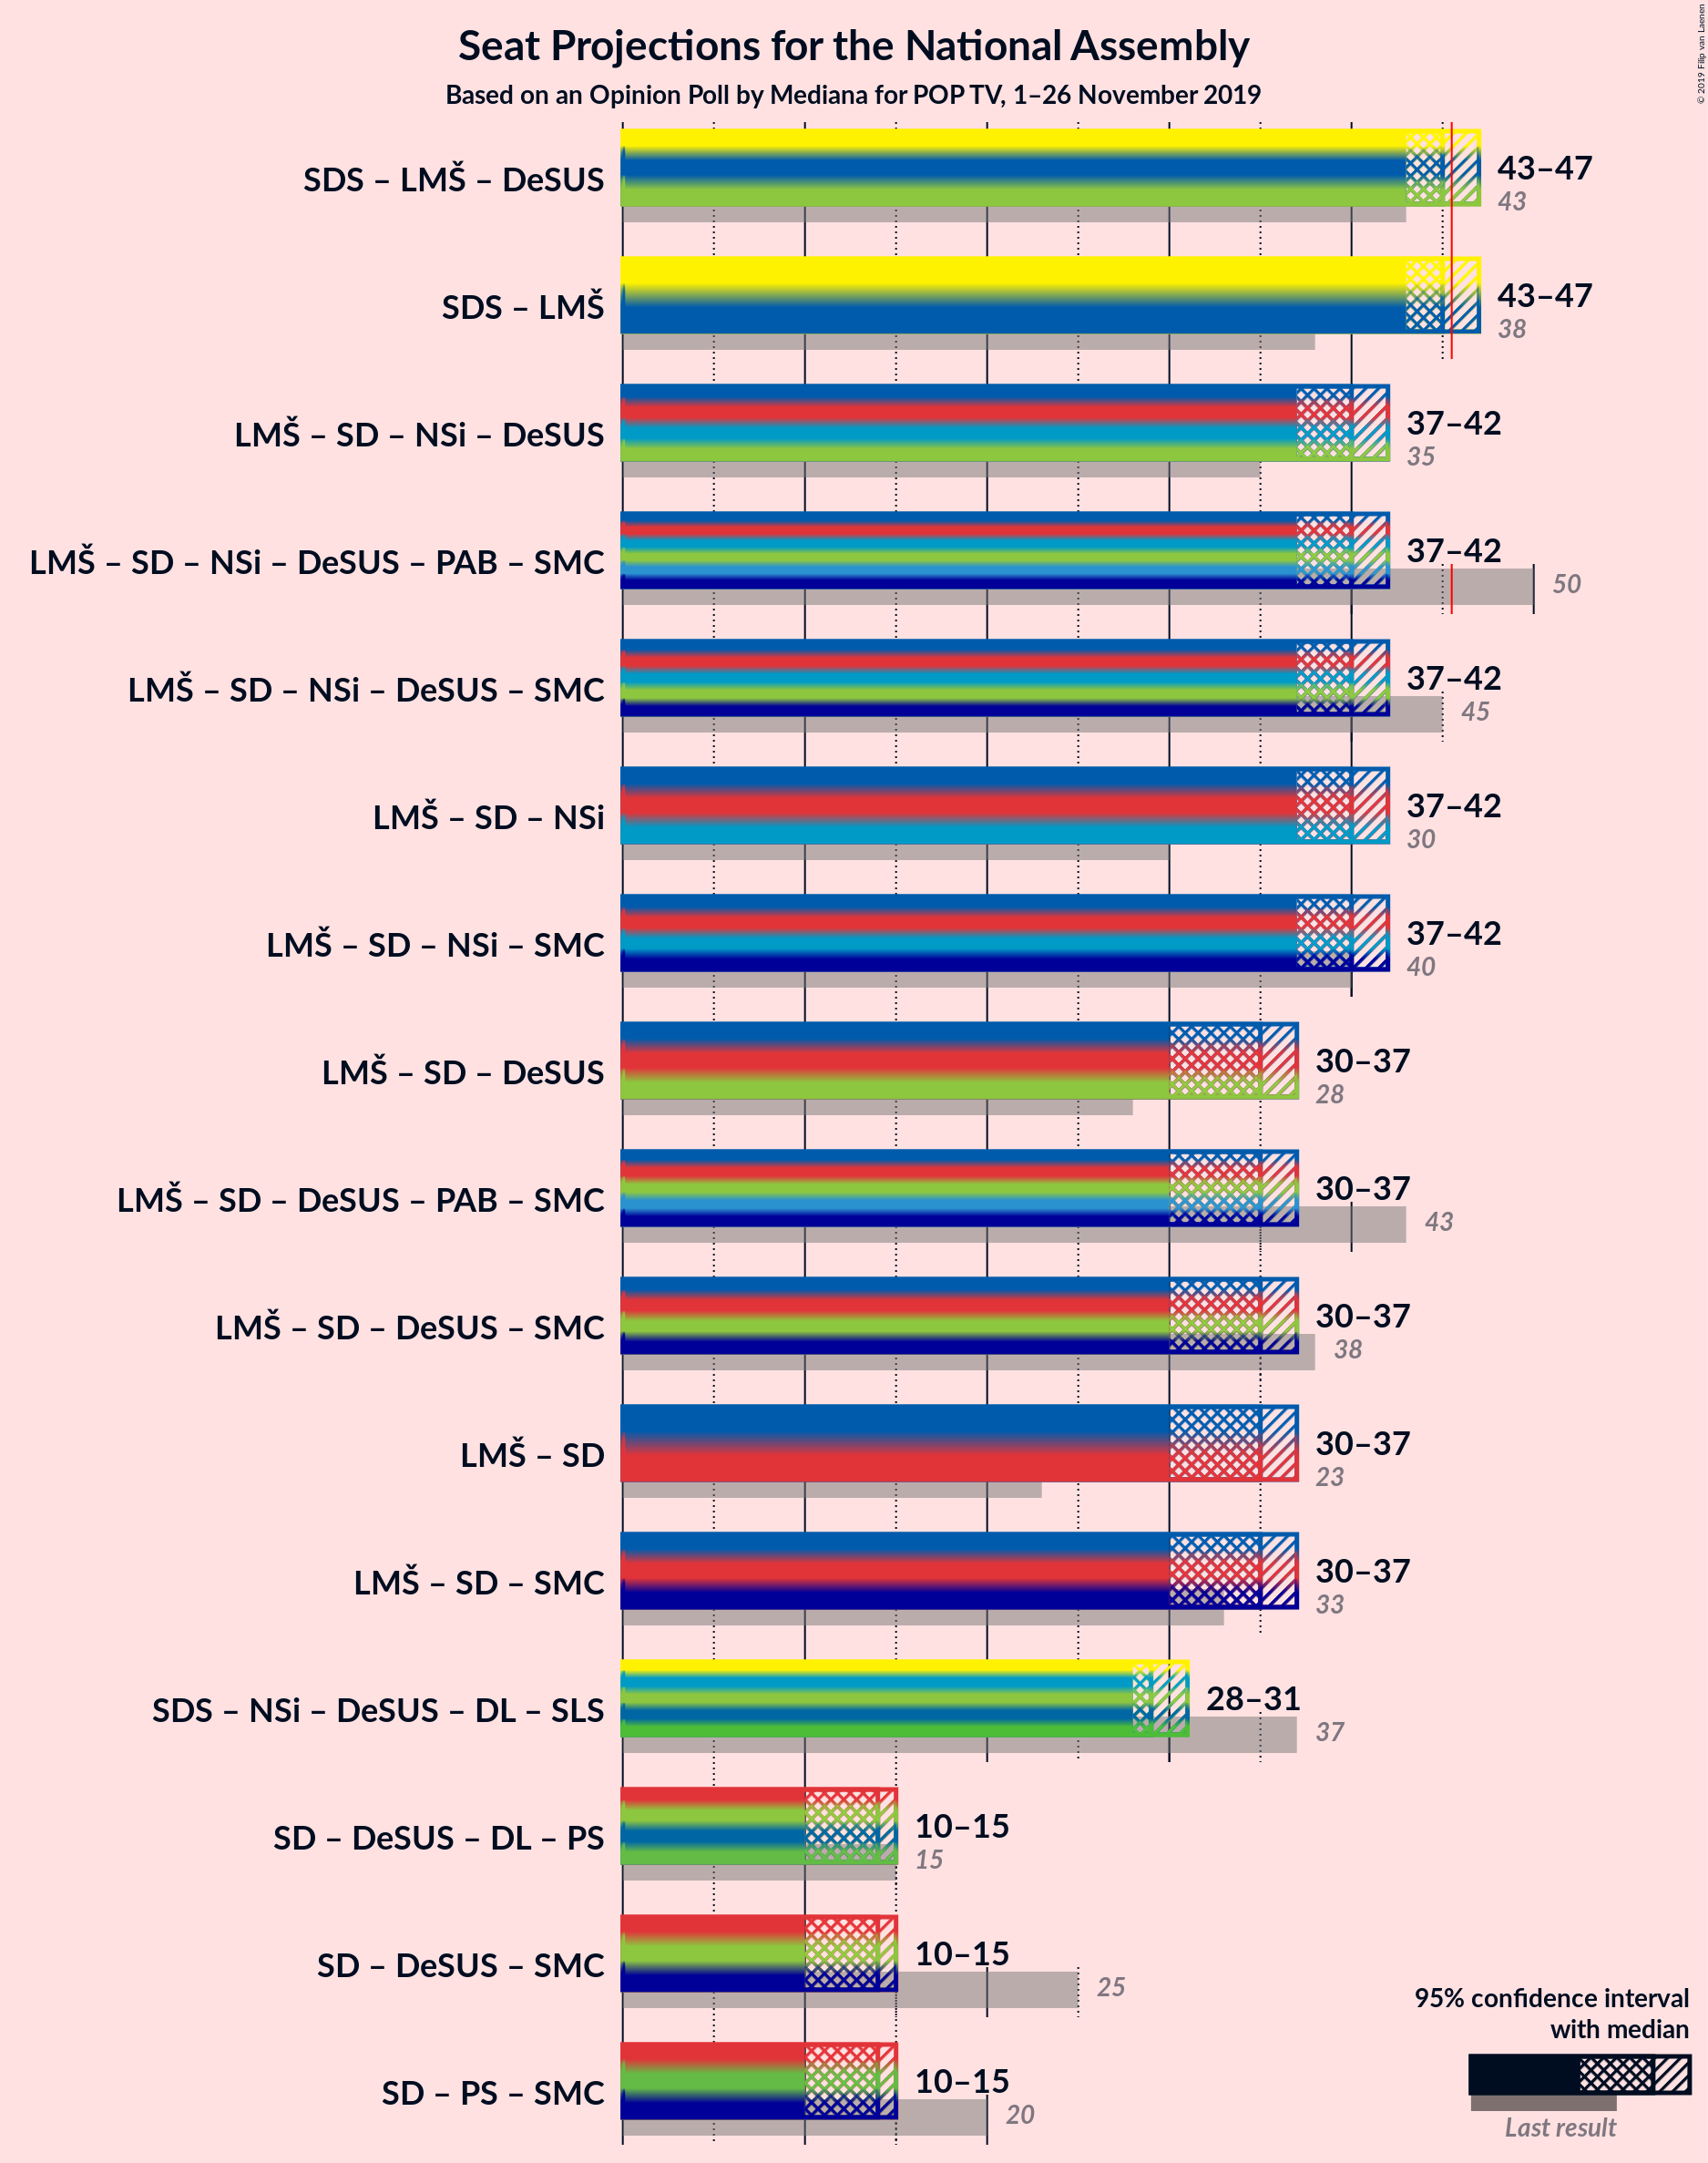 © 2019 Filip van Laenen
Seat Projections for the National Assembly
Based on an Opinion Poll by Mediana for POP TV, 1–26 November 2019
SDS – LMŠ – DeSUS
43–47
43
SDS – LMŠ
43–47
38
LMŠ – SD – NSi – DeSUS
37–42
35
LMŠ – SD – NSi – DeSUS – PAB – SMC
37–42
50
LMŠ – SD – NSi – DeSUS – SMC
37–42
45
LMŠ – SD – NSi
37–42
30
LMŠ – SD – NSi – SMC
37–42
40
LMŠ – SD – DeSUS
30–37
28
LMŠ – SD – DeSUS – PAB – SMC
30–37
43
LMŠ – SD – DeSUS – SMC
30–37
38
LMŠ – SD
30–37
23
LMŠ – SD – SMC
30–37
33
SDS – NSi – DeSUS – DL – SLS
28–31
37
SD – DeSUS – DL – PS
10–15
15
SD – DeSUS – SMC
10–15
25
SD – PS – SMC
10–15
20
95% confidence interval
with median
Last result